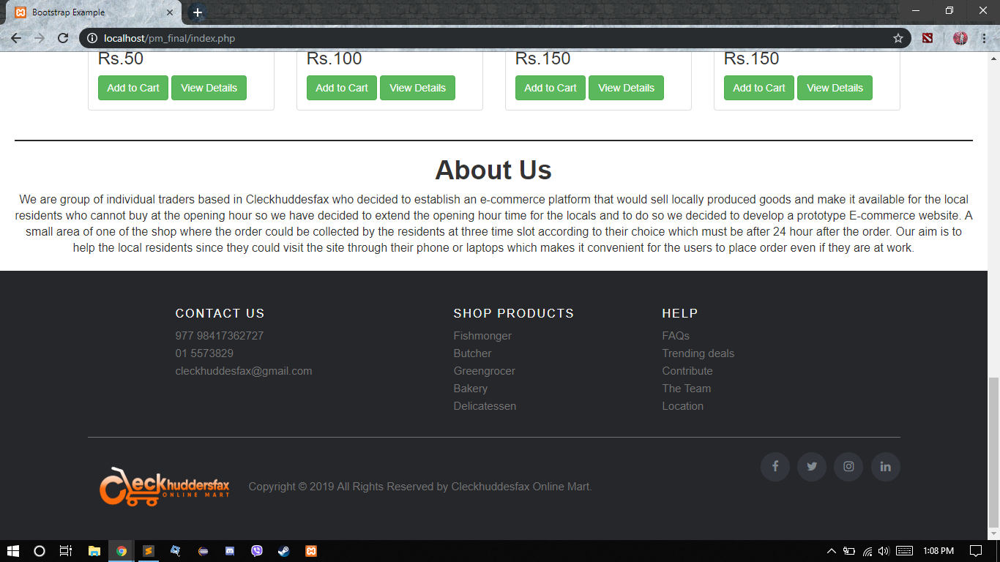 Bootstrap Example
localhost/pm_final/index.php
Rs.50 Rs.100 Rs.150 Rs.150
Add to Cart View Details Add to Cart View Details Add to Cart View Details Add to Cart View Details
About Us
We are group of individual traders based in Cleckhuddesfax who decided to establish an e-commerce platform that would sell locally produced goods and make it available for the local
residents who cannot buy at the opening hour so we have decided to extend the opening hour time for the locals and to do so we decided to develop a prototype E-commerce website. A
small area of one of the shop where the order could be collected by the residents at three time slot according to their choice which must be after 24 hour after the order. Our aim is to
help the local residents since they could visit the site through their phone or laptops which makes it convenient for the users to place order even if they are at work.
CONTACT US
977 98417362727
01 5573829
cleckhuddesfax@gmail.com
SHOP PRODUCTS
Fishmonger
Butcher
Greengrocer
Bakery
Delicatessen
HELP
FAQs
Trending deals
Contribute
The Team
Location
Cleckhuddersfax
ONLINE MART
Copyright © 2019 All Rights Reserved by Cleckhuddesfax Online Mart.
1:08 PM